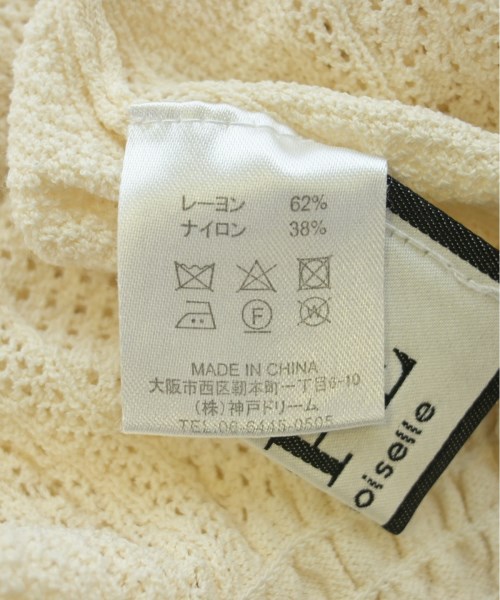 レーヨン 62%
ナイロン 38%
F
W
MADE IN CHINA
大阪市西区靭本町一丁目6-10
(株)神戸ドリーム
TEL:06-6445-0505
oisette